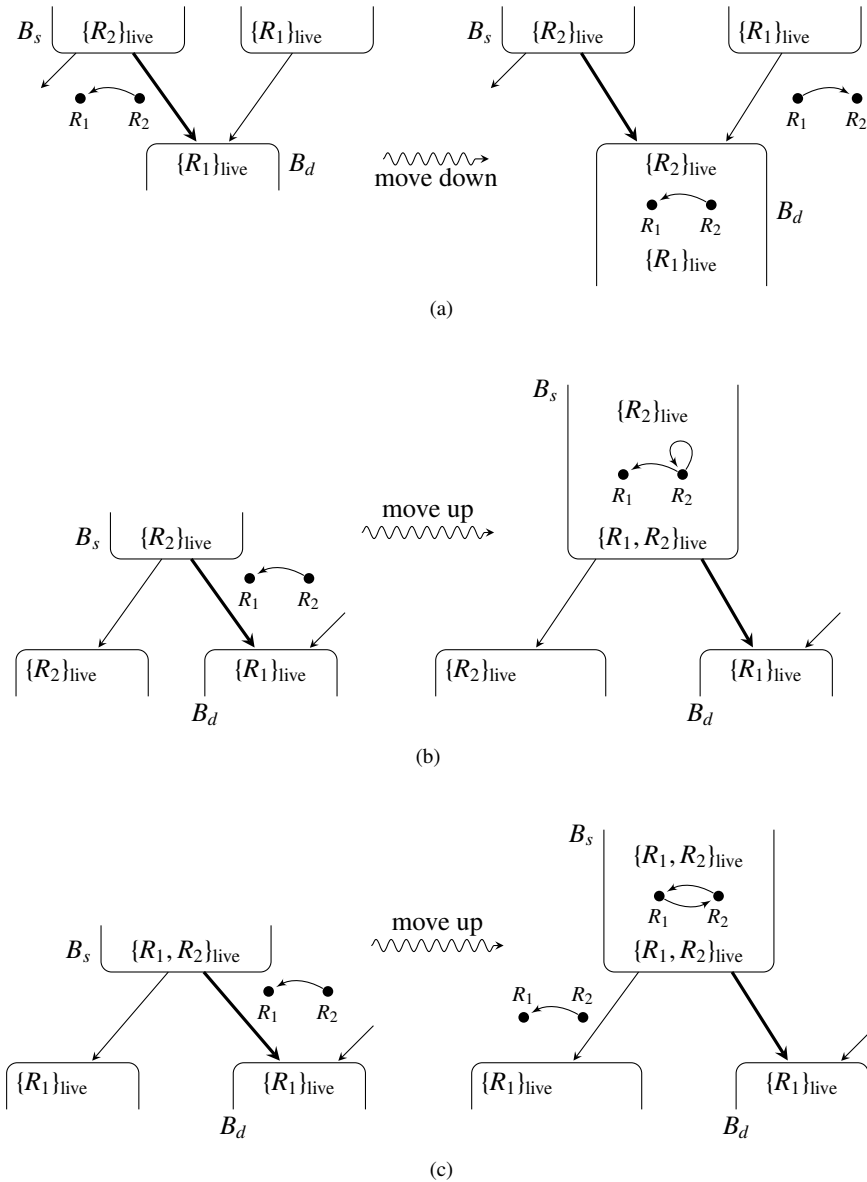 B_s {R_2}_live {R_1}_live B_s {R_2}_live {R_1}_live
R_1 R_2 R_1 R_2
{R_1}_live B_d move down {R_2}_live
R_1 R_2 B_d
{R_1}_live
(a)
B_s
{R_2}_live
R_1 R_2
move up
B_s {R_2}_live {R_1, R_2}_live
R_1 R_2
{R_2}_live {R_1}_live {R_2}_live {R_1}_live
B_d B_d
(b)
B_s
{R_1, R_2}_live
R_1 R_2
move up
B_s {R_1, R_2}_live {R_1, R_2}_live
R_1 R_2 R_1 R_2
{R_1}_live {R_1}_live {R_1}_live {R_1}_live
B_d B_d
(c)